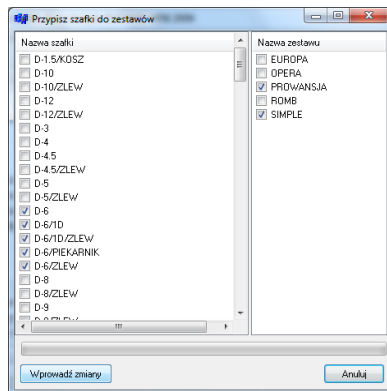 Przypisz szafki do zestawów
Nazwa szafki
D-1.5/KOSZ
D-10
D-10/ZLEW
D-12
D-12/ZLEW
D-3
D-4
D-4.5
D-4.5/ZLEW
D-5
D-5/ZLEW
D-6
D-6/1D
D-6/1D/ZLEW
D-6/PIEKARNIK
D-6/ZLEW
D-8
D-8/ZLEW
D-9
Nazwa zestawu
EUROPA
OPERA
PROWANSJA
ROMB
SIMPLE
Wprowadź zmiany
Anuluj